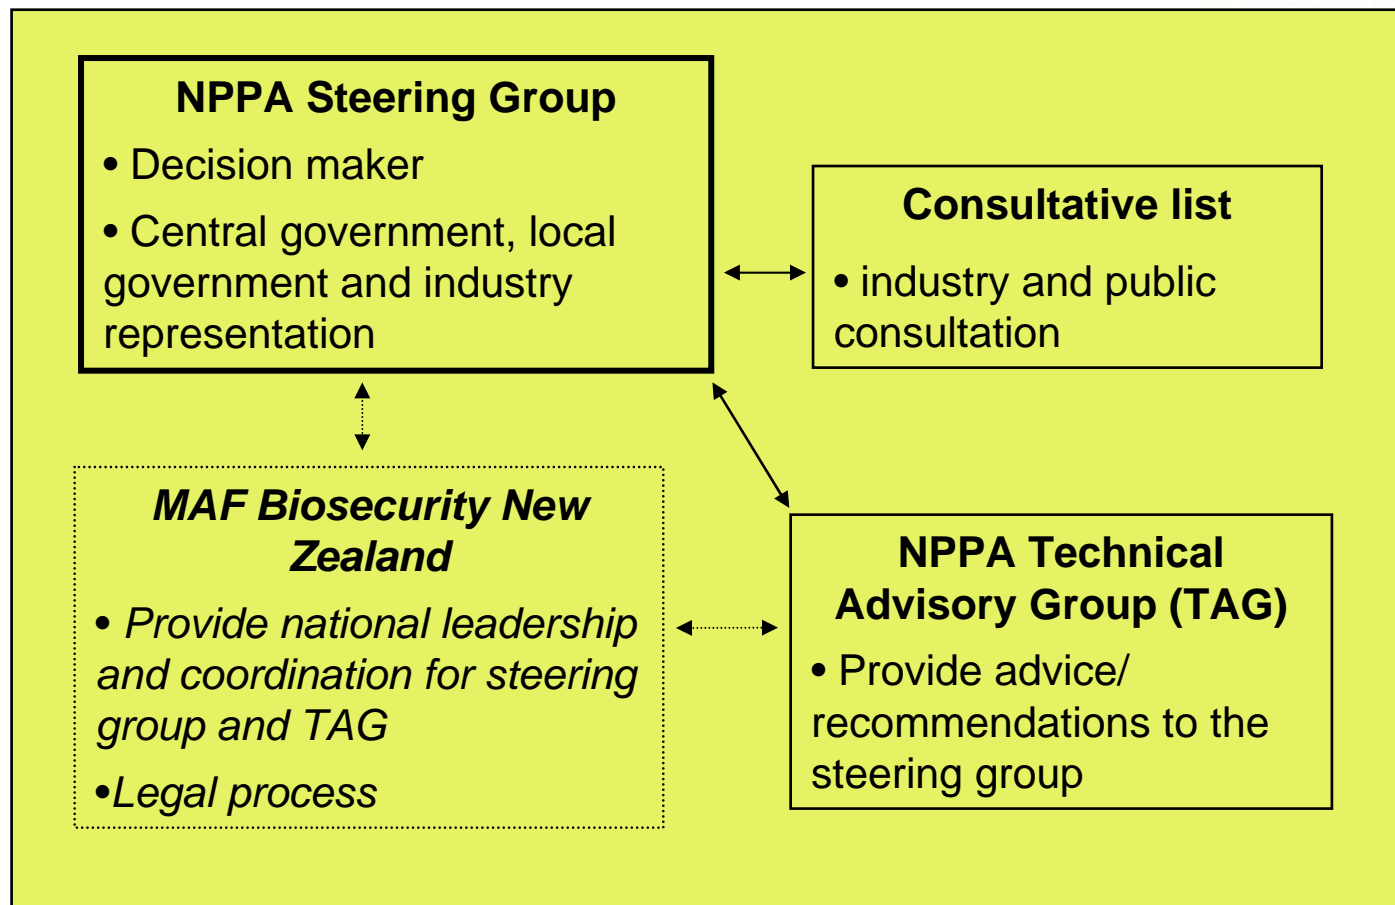 NPPA Steering Group
• Decision maker
• Central government, local
government and industry
representation
Consultative list
• industry and public
consultation
MAF Biosecurity New
Zealand
• Provide national leadership
and coordination for steering
group and TAG
•Legal process
NPPA Technical
Advisory Group (TAG)
• Provide advice/
recommendations to the
steering group